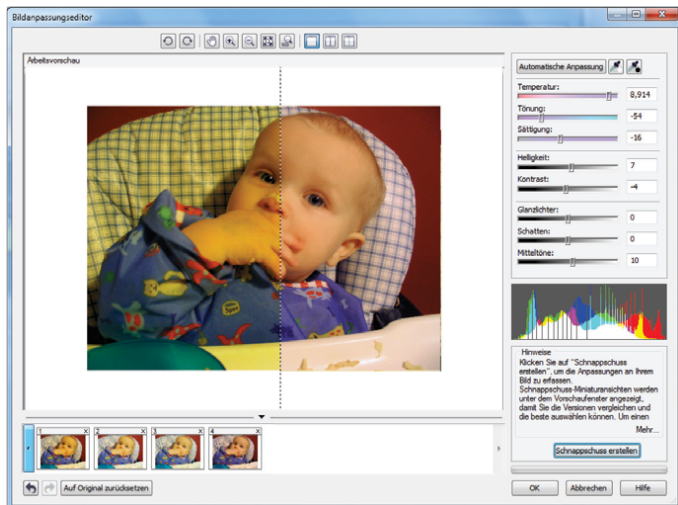 Bildanpassungseditor
Arbeitsvorschau
Automatische Anpassung
Temperatur:
8,914
Tönung:
-54
Sättigung:
-16
Helligkeit:
7
Kontrast:
-4
Glanzlichter:
0
Schatten:
0
Mitteltöne:
10
Hinweise
Klicken Sie auf "Schnappschuss
erstellen", um die Anpassungen an Ihrem
Bild zu erfassen.
Schnappschuss-Miniaturansichten werden
unter dem Vorschaufenster angezeigt,
damit Sie die Versionen vergleichen und
die beste auswählen können. Um einen
Mehr...
Schnappschuss erstellen
1 X 2 X 3 X 4 X
Auf Original zurücksetzen
OK Abbrechen Hilfe